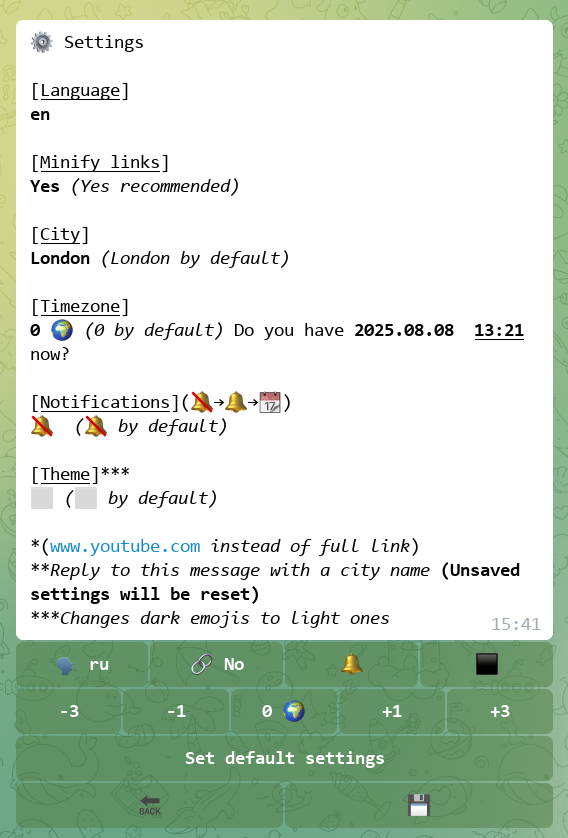 ⚙️ Settings
[Language]
en
[Minify links]
Yes (Yes recommended)
[City]
London (London by default)
[Timezone]
0 🌍 (0 by default) Do you have 2025.08.08 13:21
now?
[Notifications](🔕→🔔→📆)
🔕 (🔕 by default)
[Theme]***
⬜ (⬜ by default)
*(www.youtube.com instead of full link)
**Reply to this message with a city name (Unsaved
settings will be reset)
***Changes dark emojis to light ones
15:41
🗣 ru 🔗 No 🔔 ⬛
-3 -1 0 🌍 +1 +3
Set default settings
🔙 💾